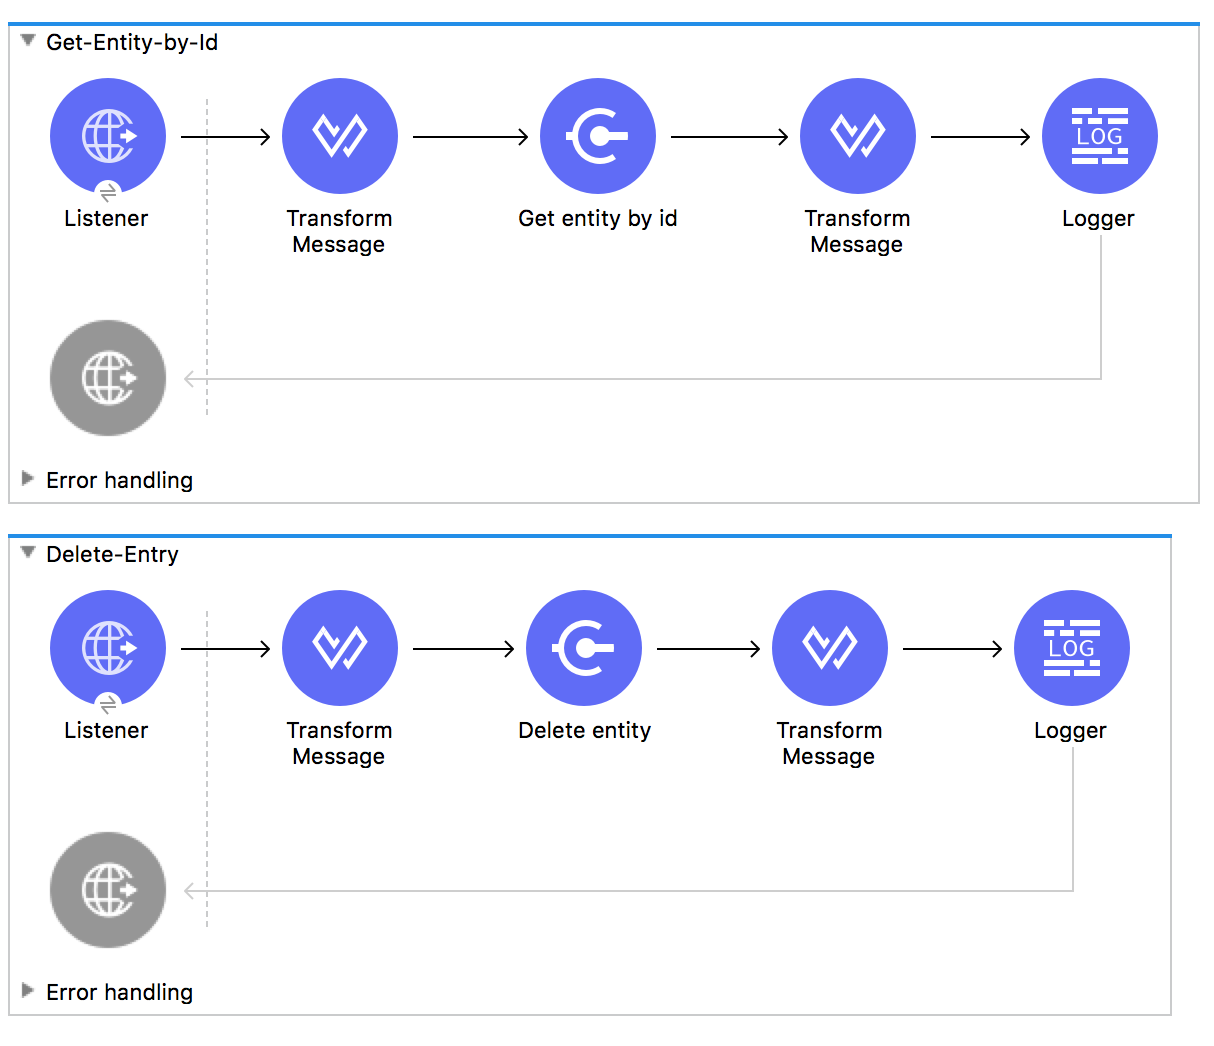 Get-Entity-by-Id
LOG
Listener
Transform
Message
Get entity by id
Transform
Message
Logger
Error handling
Delete-Entry
LOG
Listener
Transform
Message
Delete entity
Transform
Message
Logger
Error handling